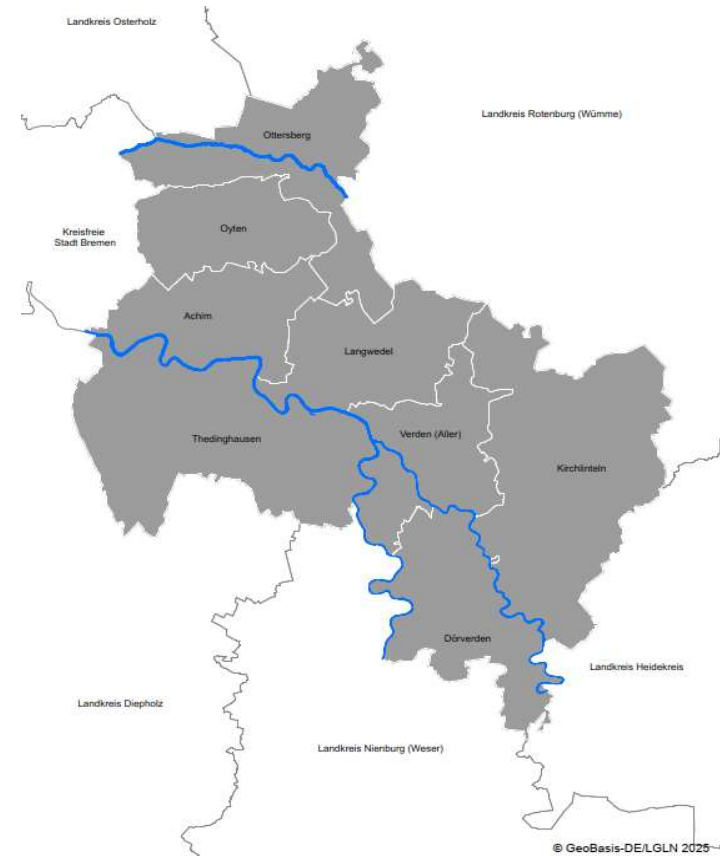 Landkreis Osterholz
Landkreis Rotenburg (Wümme)
Ottersberg
Oyten
Kreisfreie
Stadt Bremen
Achim
Langwedel
Verden (Aller)
Thedinghausen
Kirchlinteln
Dörverden
Landkreis Heidekreis
Landkreis Diepholz
Landkreis Nienburg (Weser)
© GeoBasis-DE/LGLN 2025